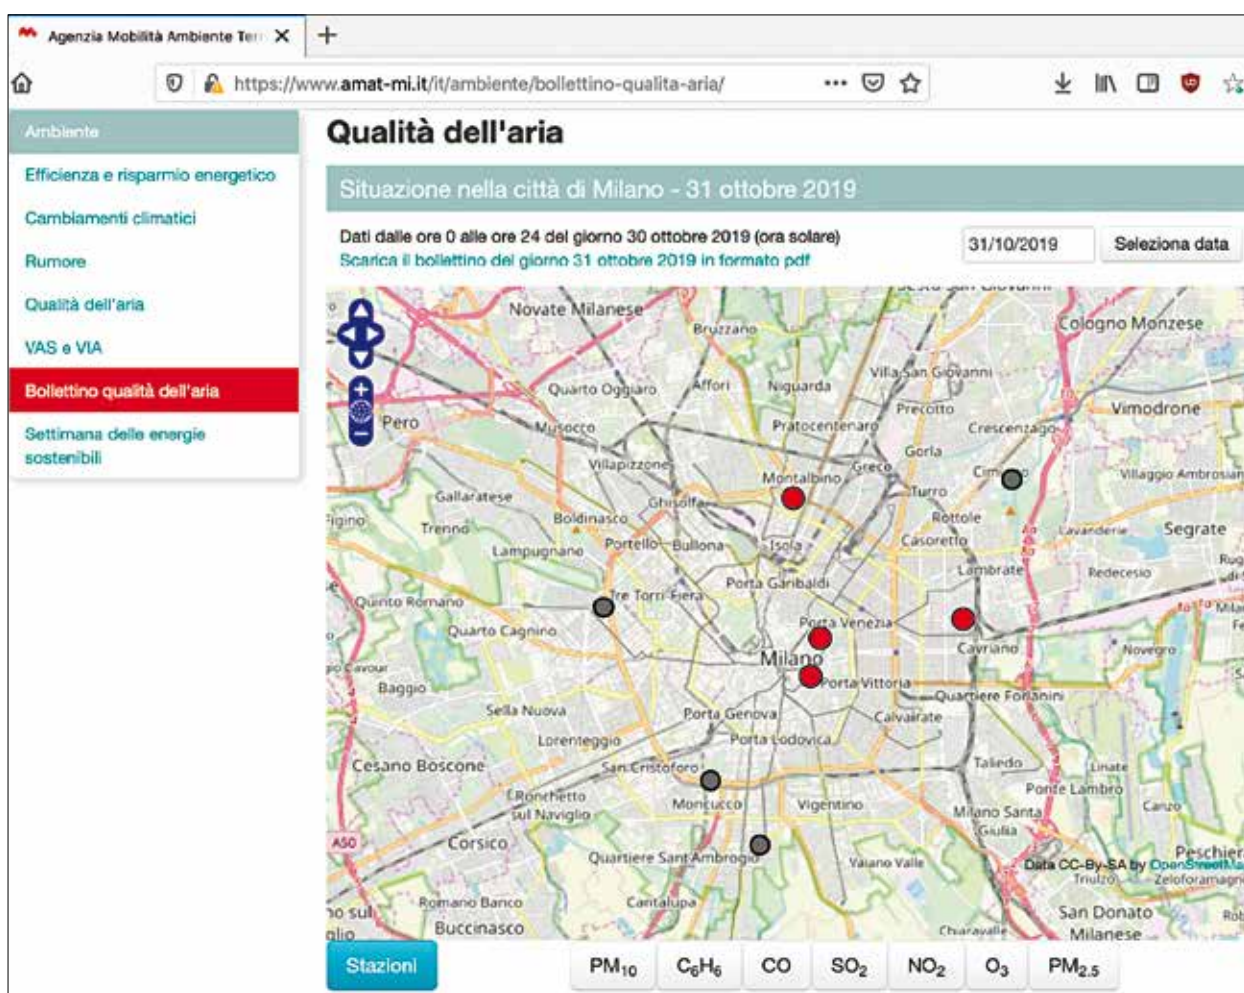 Agenzia Mobilità Ambiente Terr
https://www.amat-mi.it/it/ambiente/bollettino-qualita-aria/
Ambiente
Efficienza e risparmio energetico
Cambiamenti climatici
Rumore
Qualità dell'aria
VAS e VIA
Bollettino qualità dell'aria
Settimana delle energie
sostenibili
Qualità dell'aria
Situazione nella città di Milano - 31 ottobre 2019
Dati dalle ore 0 alle ore 24 del giorno 30 ottobre 2019 (ora solare)
Scarica il bollettino del giorno 31 ottobre 2019 in formato pdf
31/10/2019
Seleziona data
Novate Milanese
Bruzzano
Cologno Monzese
Villa San Giovanni
Quarto Oggiaro
Affori
Niguarda
Precotto
Vimodrone
Pero
Musocco
Pratocentenaro
Crescenzago
Gorla
Villapizzone
Greco
Montalbino
Villaggio Ambrosian
Gallaratese
Ghisolfa
Turro
Figino
Trenno
Boldinasco
Rottole
Lavanderie
Segrate
Lampugnano
Portello
Bullona
Isola
Casoretto
Porta Garibaldi
Lambrate
Redecesio
Quinto Romano
Tre Torri-Fiera
Porta Venezia
Quarto Cagnino
Milano
Cavriano
Novegro
Baggio
Porta Vittoria
Quartiere Forlanini
Sella Nuova
Porta Genova
Calvairate
Lorenteggio
Porta Lodovica
Cesano Boscone
San Cristoforo
Taliedo
Linate
Ronchetto
sul Naviglio
Moncucco
Vigentino
Ponte Lambro
Canzo
Milano Santa
Giulia
A50
Corsico
Quartiere Sant'Ambrogio
Vaiano Valle
Peschier
Data CC-By-SA by OpenStreetMa
Triulzo
Zeloforamagno
Romano Banco
Cantalupa
San Donato
Milanese
Buccinasco
Chiaravalle
Stazioni
PM10
C6H6
CO
SO2
NO2
O3
PM2.5